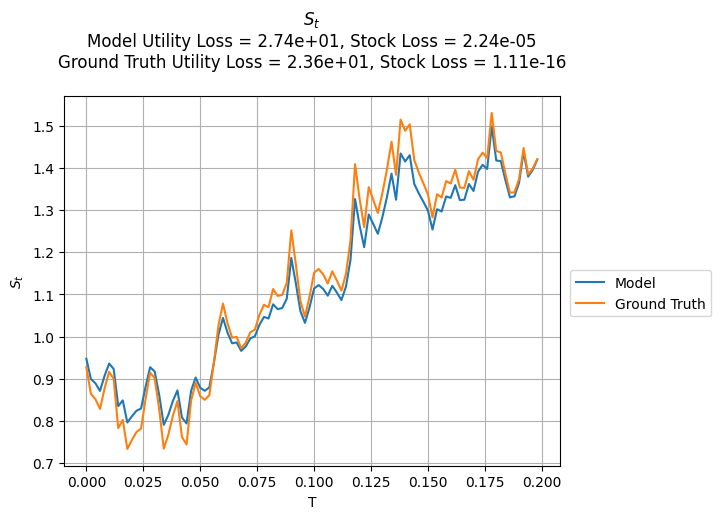 S_t
Model Utility Loss = 2.74e+01, Stock Loss = 2.24e-05
Ground Truth Utility Loss = 2.36e+01, Stock Loss = 1.11e-16
1.5
1.4
1.3
1.2
1.1
1.0
0.9
0.8
0.7
S_t
0.000
0.025
0.050
0.075
0.100
0.125
0.150
0.175
0.200
T
Model
Ground Truth